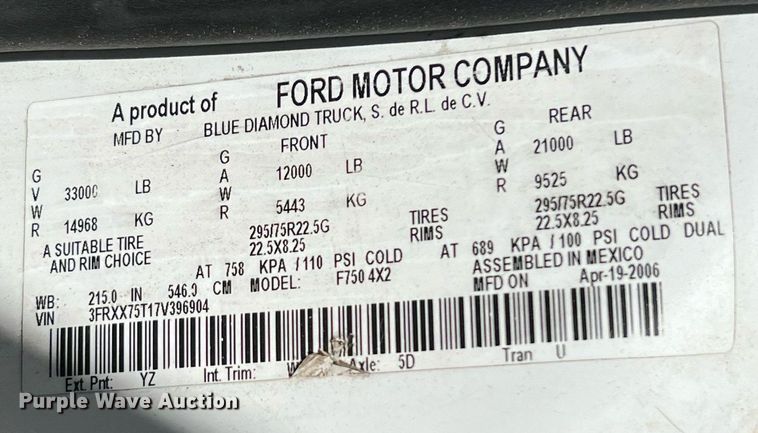 A product of FORD MOTOR COMPANY
MFD BY BLUE DIAMOND TRUCK, S. de R.L. de C.V.
GVWR 33000 LB
14968 KG
FRONT GAWR 12000 LB
5443 KG
REAR GAWR 21000 LB
9525 KG
A SUITABLE TIRE AND RIM CHOICE
295/75R22.5G TIRES 295/75R22.5G
22.5X8.25 RIMS 22.5X8.25
AT 758 KPA / 110 PSI COLD AT 689 KPA / 100 PSI COLD DUAL
WB: 215.0 IN 546.0 CM MODEL: F750 4X2 ASSEMBLED IN MEXICO
VIN 3FRXX75T17V396904 MFD ON Apr-19-2006
Ext. Pnt: YZ Int. Trim: Axle: 5D Tran U
Purple Wave Auction